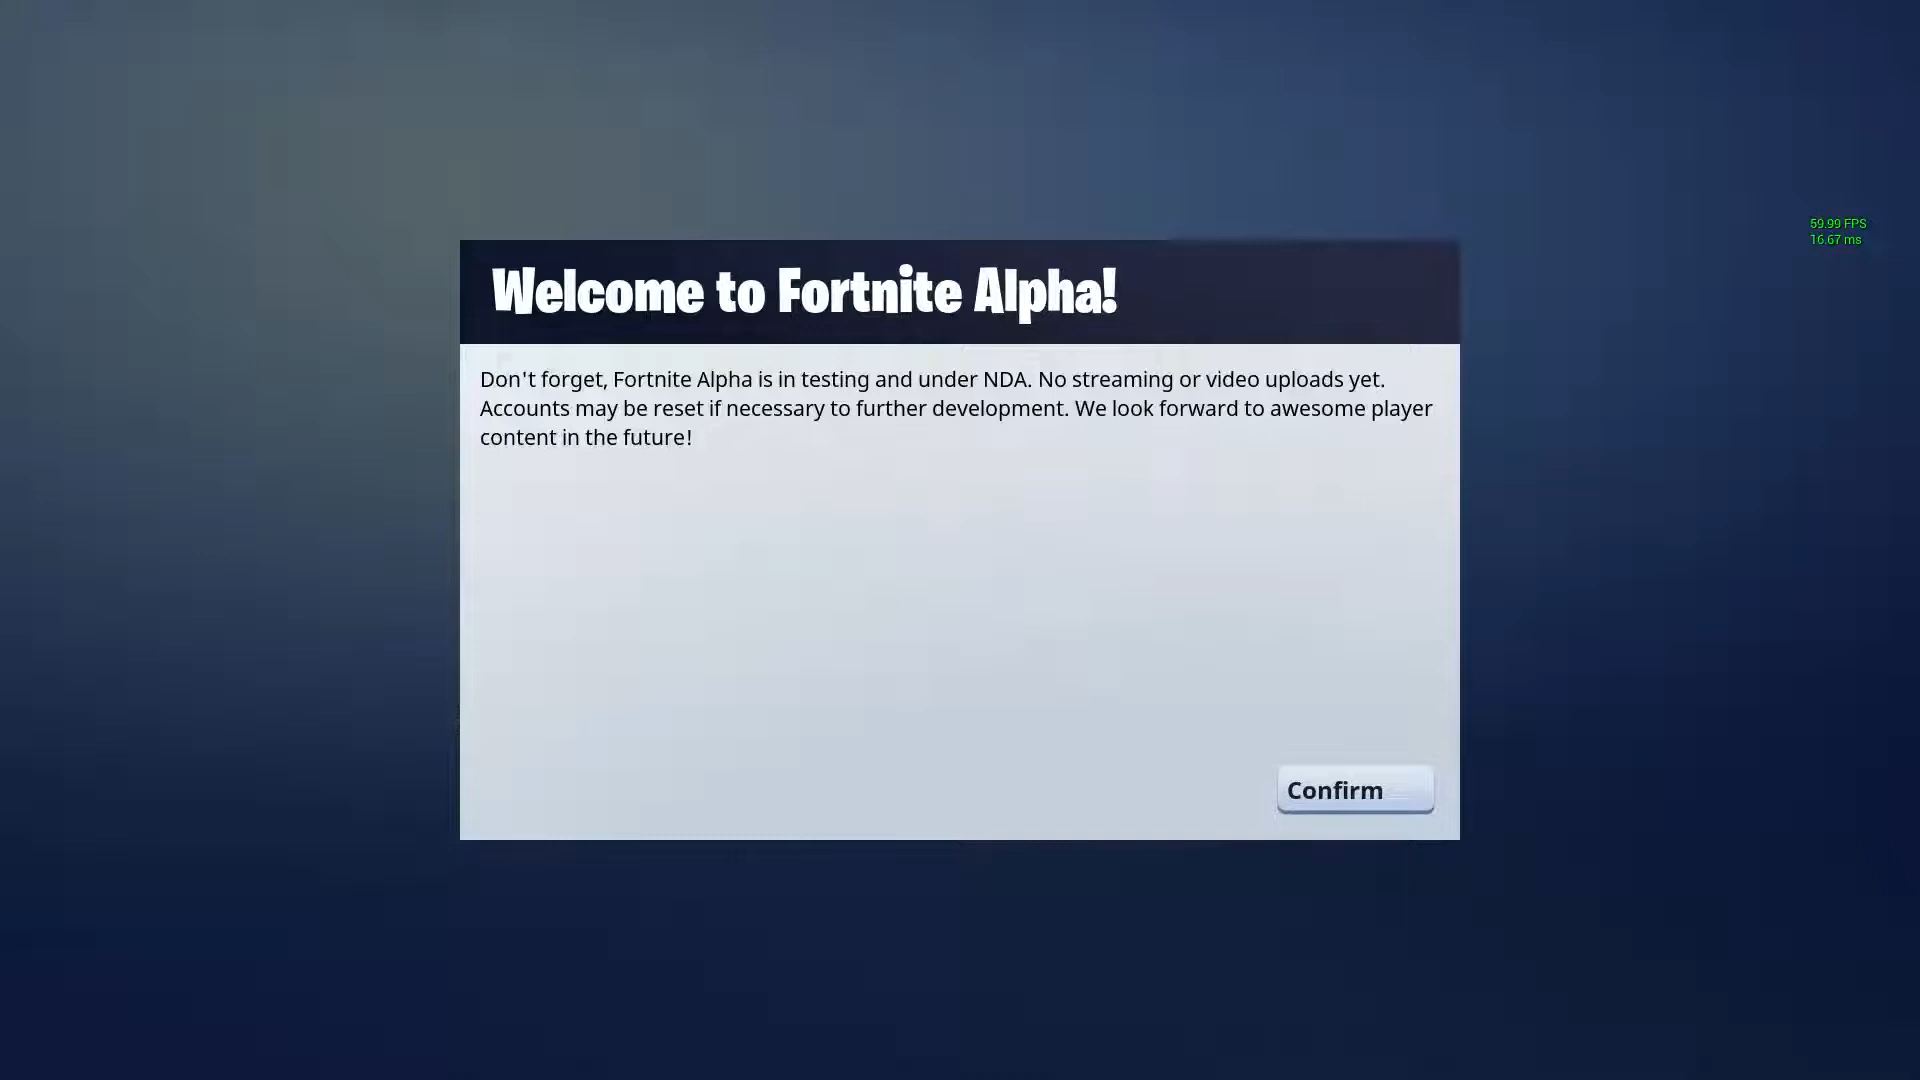 Welcome to Fortnite Alpha!
Don't forget, Fortnite Alpha is in testing and under NDA. No streaming or video uploads yet.
Accounts may be reset if necessary to further development. We look forward to awesome player
content in the future!
Confirm
59.99 FPS
16.67 ms